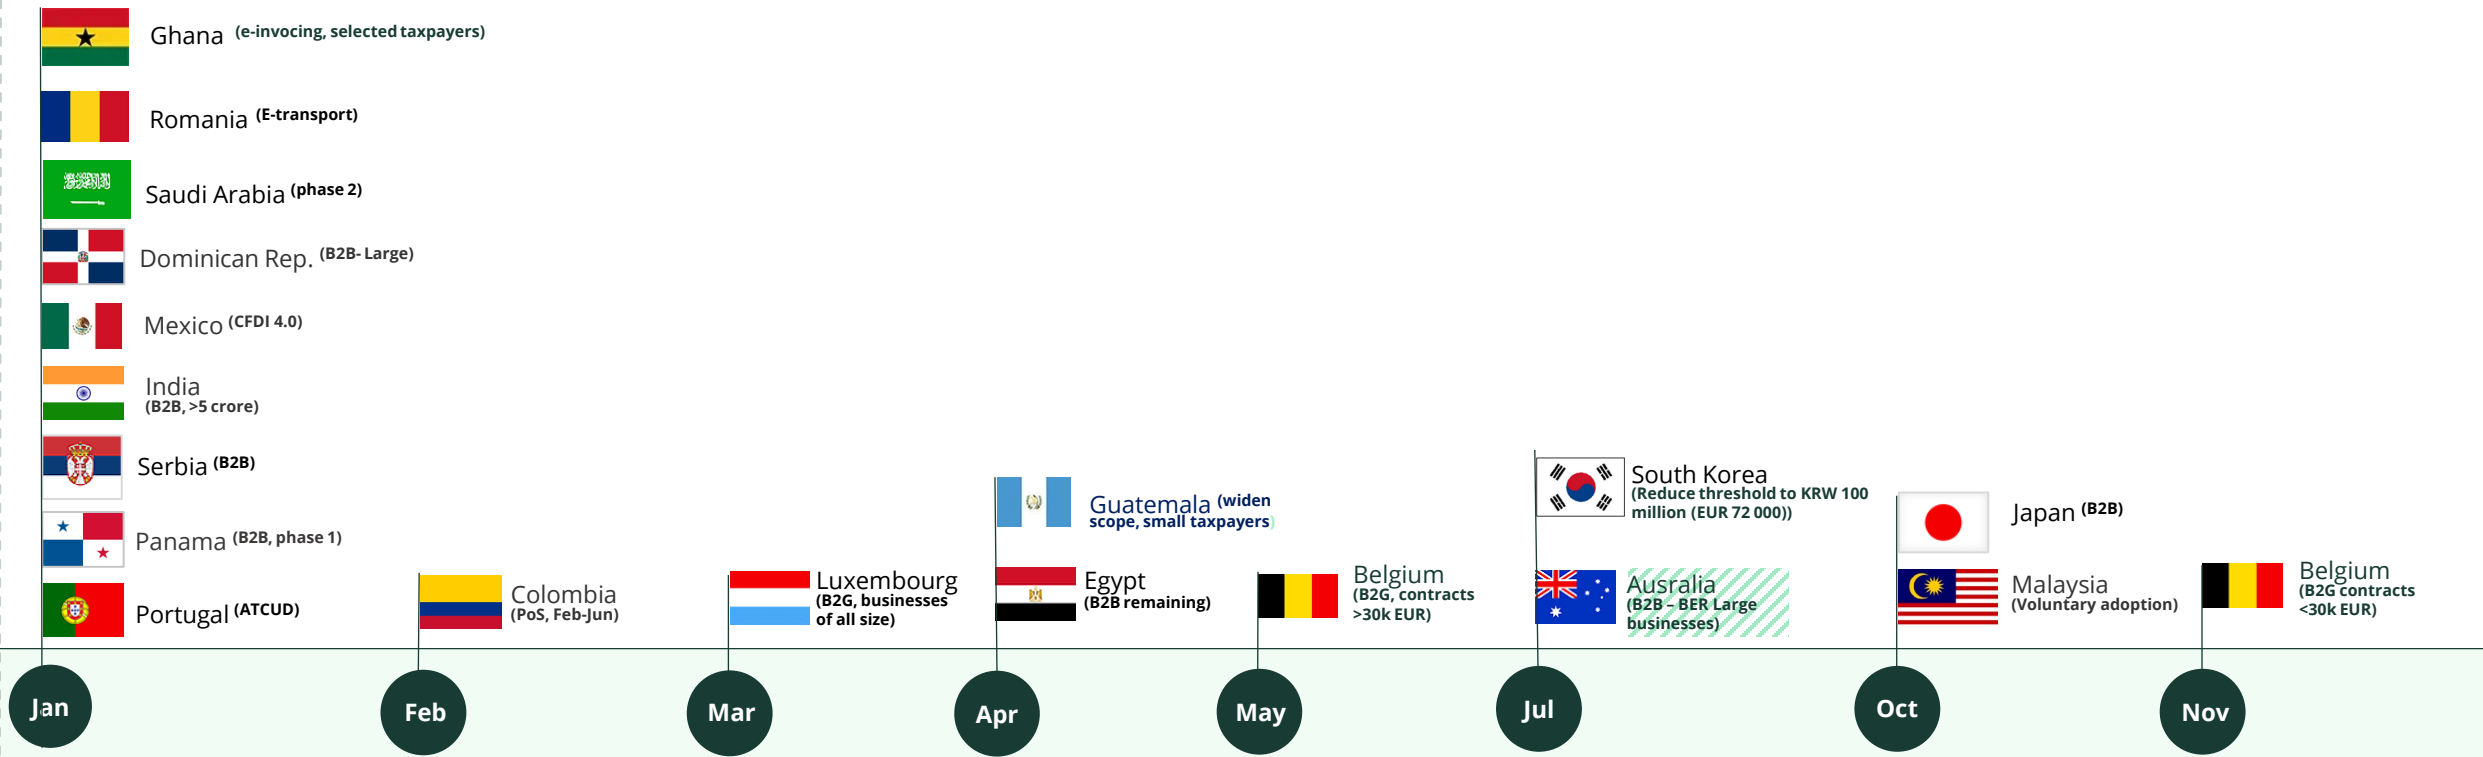 Ghana (e-invocing, selected taxpayers)
Romania (E-transport)
Saudi Arabia (phase 2)
Dominican Rep. (B2B- Large)
Mexico (CFDI 4.0)
India
(B2B, >5 crore)
Serbia (B2B)
Panama (B2B, phase 1)
Portugal (ATCUD)
Colombia
(PoS, Feb-Jun)
Luxembourg
(B2G, businesses
of all size)
Guatemala (widen
scope, small taxpayers)
Egypt
(B2B remaining)
Belgium
(B2G, contracts
>30k EUR)
South Korea
(Reduce threshold to KRW 100
million (EUR 72 000))
Ausralia
(B2B – BER Large
businesses)
Japan (B2B)
Malaysia
(Voluntary adoption)
Belgium
(B2G contracts
<30k EUR)
Jan
Feb
Mar
Apr
May
Jul
Oct
Nov